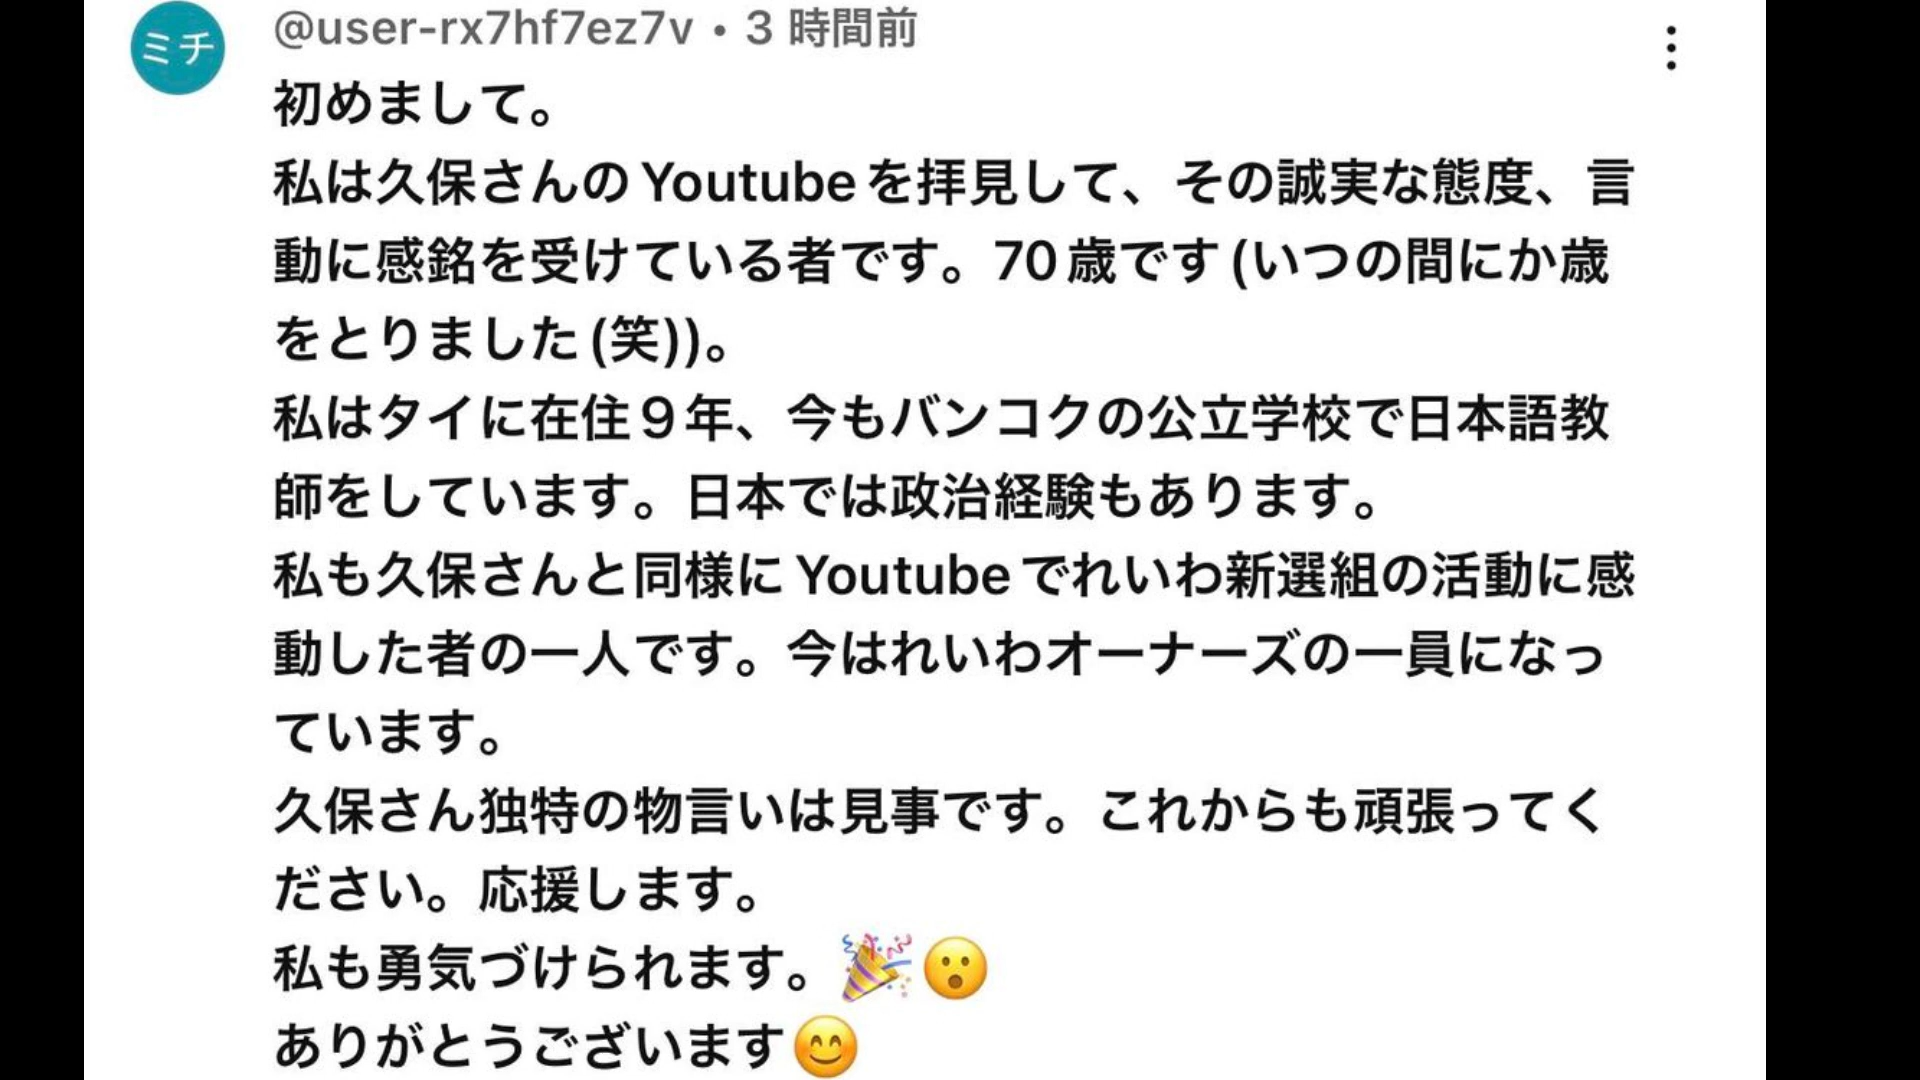 ミチ
@user-rx7hf7ez7v • 3 時間前
初めまして。
私は久保さんのYoutubeを拝見して、その誠実な態度、言
動に感銘を受けている者です。70歳です(いつの間にか歳
をとりました(笑))。
私はタイに在住９年、今もバンコクの公立学校で日本語教
師をしています。日本では政治経験もあります。
私も久保さんと同様にYoutubeでれいわ新選組の活動に感
動した者の一人です。今はれいわオーナーズの一員になっ
ています。
久保さん独特の物言いは見事です。これからも頑張ってく
ださい。応援します。
私も勇気づけられます。🎉😮
ありがとうございます😊